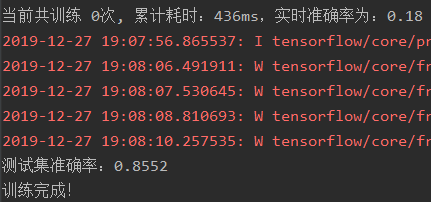 当前共训练 0次, 累计耗时: 436ms, 实时准确率为: 0.18
2019-12-27 19:07:56.865537: I tensorflow/core/pr
2019-12-27 19:08:06.491911: W tensorflow/core/fr
2019-12-27 19:08:07.530645: W tensorflow/core/fr
2019-12-27 19:08:08.810693: W tensorflow/core/fr
2019-12-27 19:08:10.257535: W tensorflow/core/fr
测试集准确率: 0.8552
训练完成!